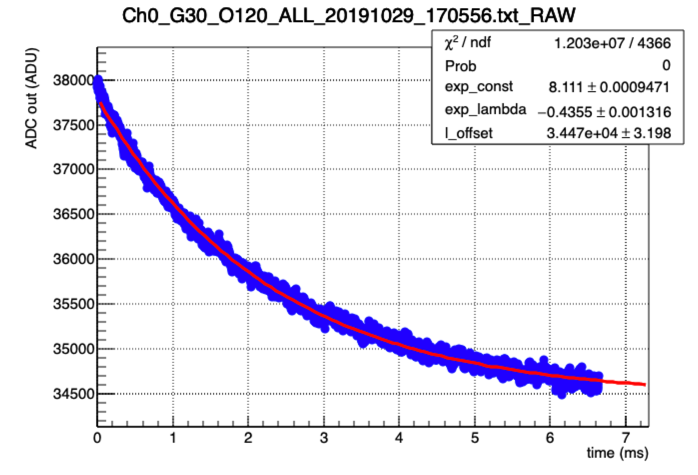 Ch0_G30_O120_ALL_20191029_170556.txt_RAW
χ² / ndf 1.203e+07 / 4366
Prob 0
exp_const 8.111 ± 0.0009471
exp_lambda −0.4355 ± 0.001316
l_offset 3.447e+04 ± 3.198
ADC out (ADU)
38000
37500
37000
36500
36000
35500
35000
34500
0 1 2 3 4 5 6 7
time (ms)